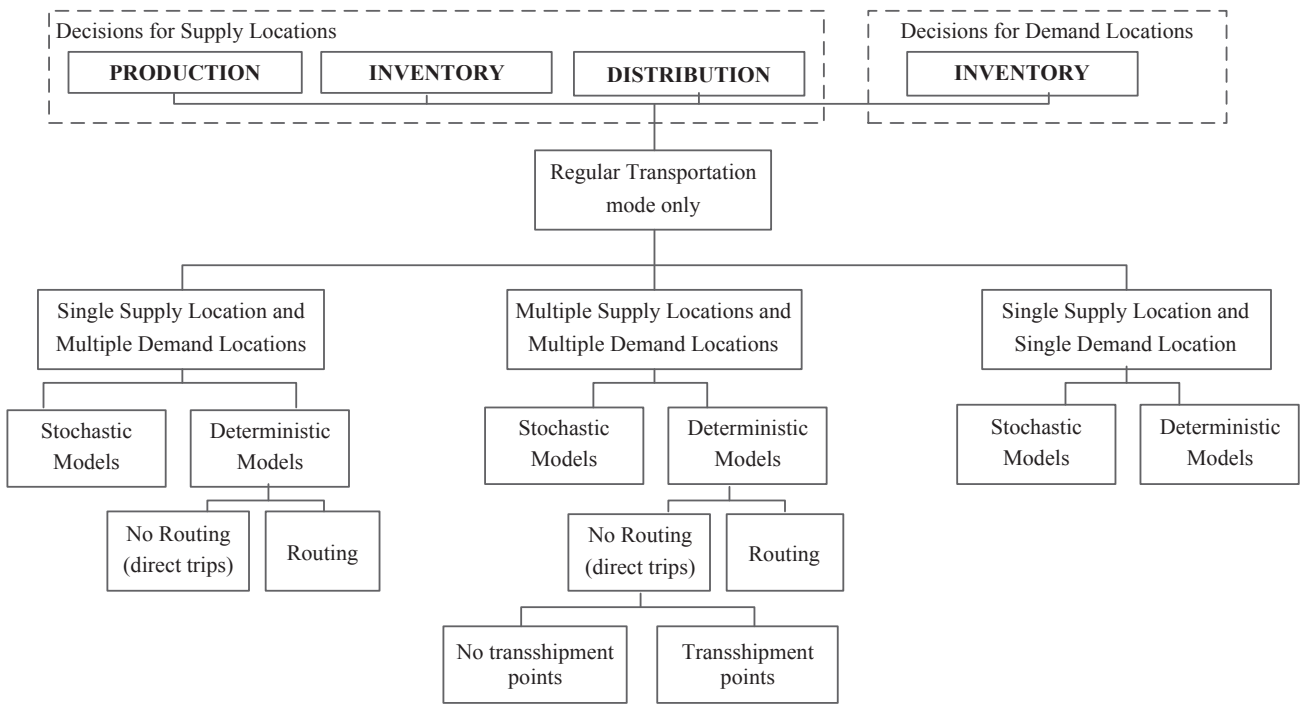 Decisions for Supply Locations
Decisions for Demand Locations
PRODUCTION
INVENTORY
DISTRIBUTION
INVENTORY
Regular Transportation
mode only
Single Supply Location and
Multiple Demand Locations
Multiple Supply Locations and
Multiple Demand Locations
Single Supply Location and
Single Demand Location
Stochastic
Models
Deterministic
Models
Stochastic
Models
Deterministic
Models
Stochastic
Models
Deterministic
Models
No Routing
(direct trips)
Routing
No Routing
(direct trips)
Routing
No transshipment
points
Transshipment
points